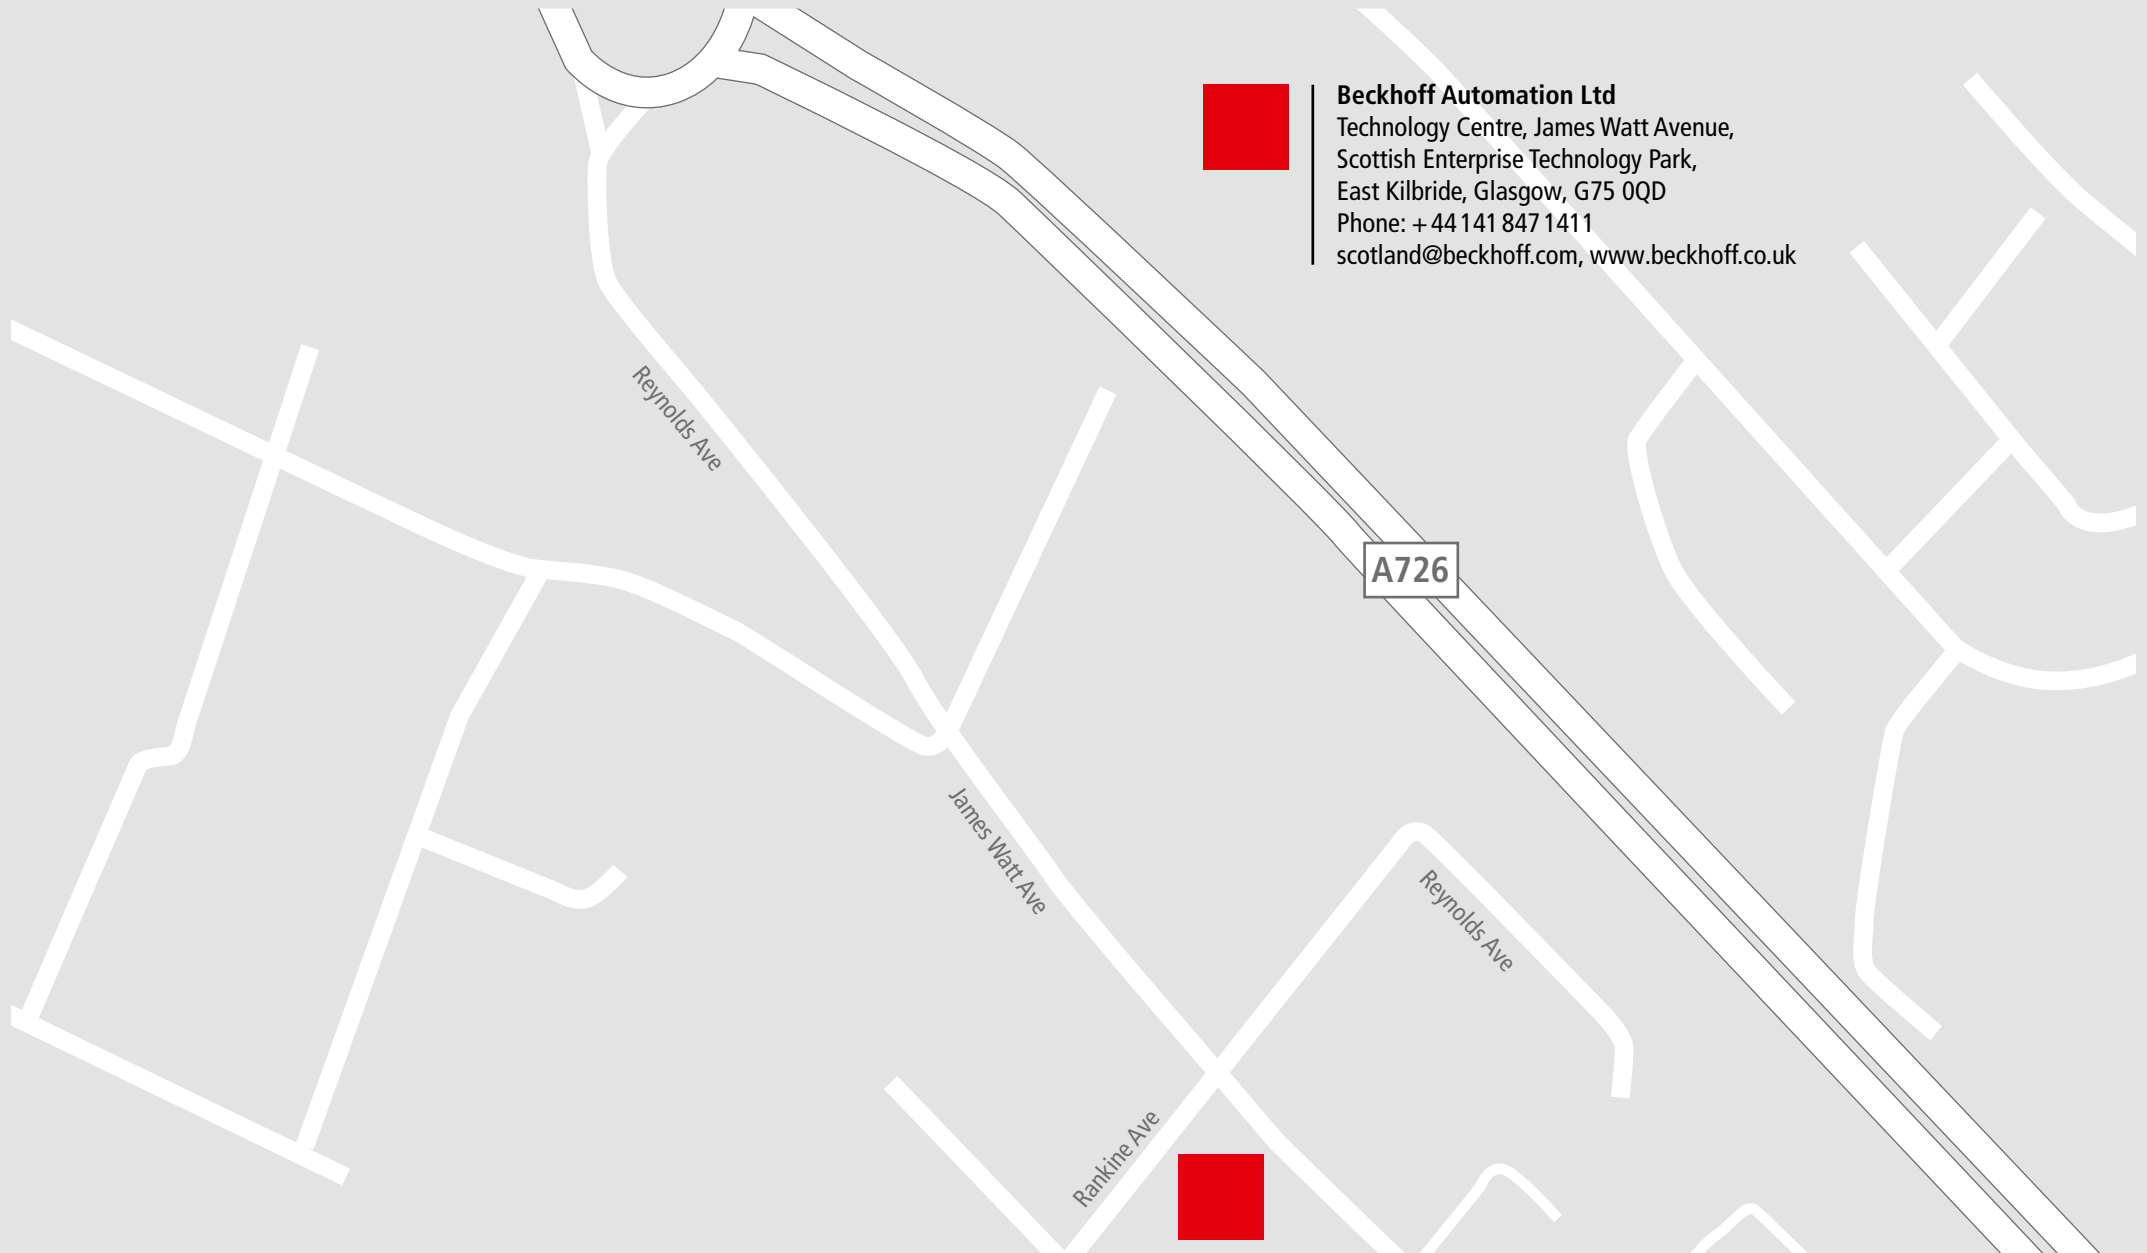 Beckhoff Automation Ltd
Technology Centre, James Watt Avenue,
Scottish Enterprise Technology Park,
East Kilbride, Glasgow, G75 0QD
Phone: + 44 141 847 1411
scotland@beckhoff.com, www.beckhoff.co.uk
Reynolds Ave
A726
James Watt Ave
Reynolds Ave
Rankine Ave